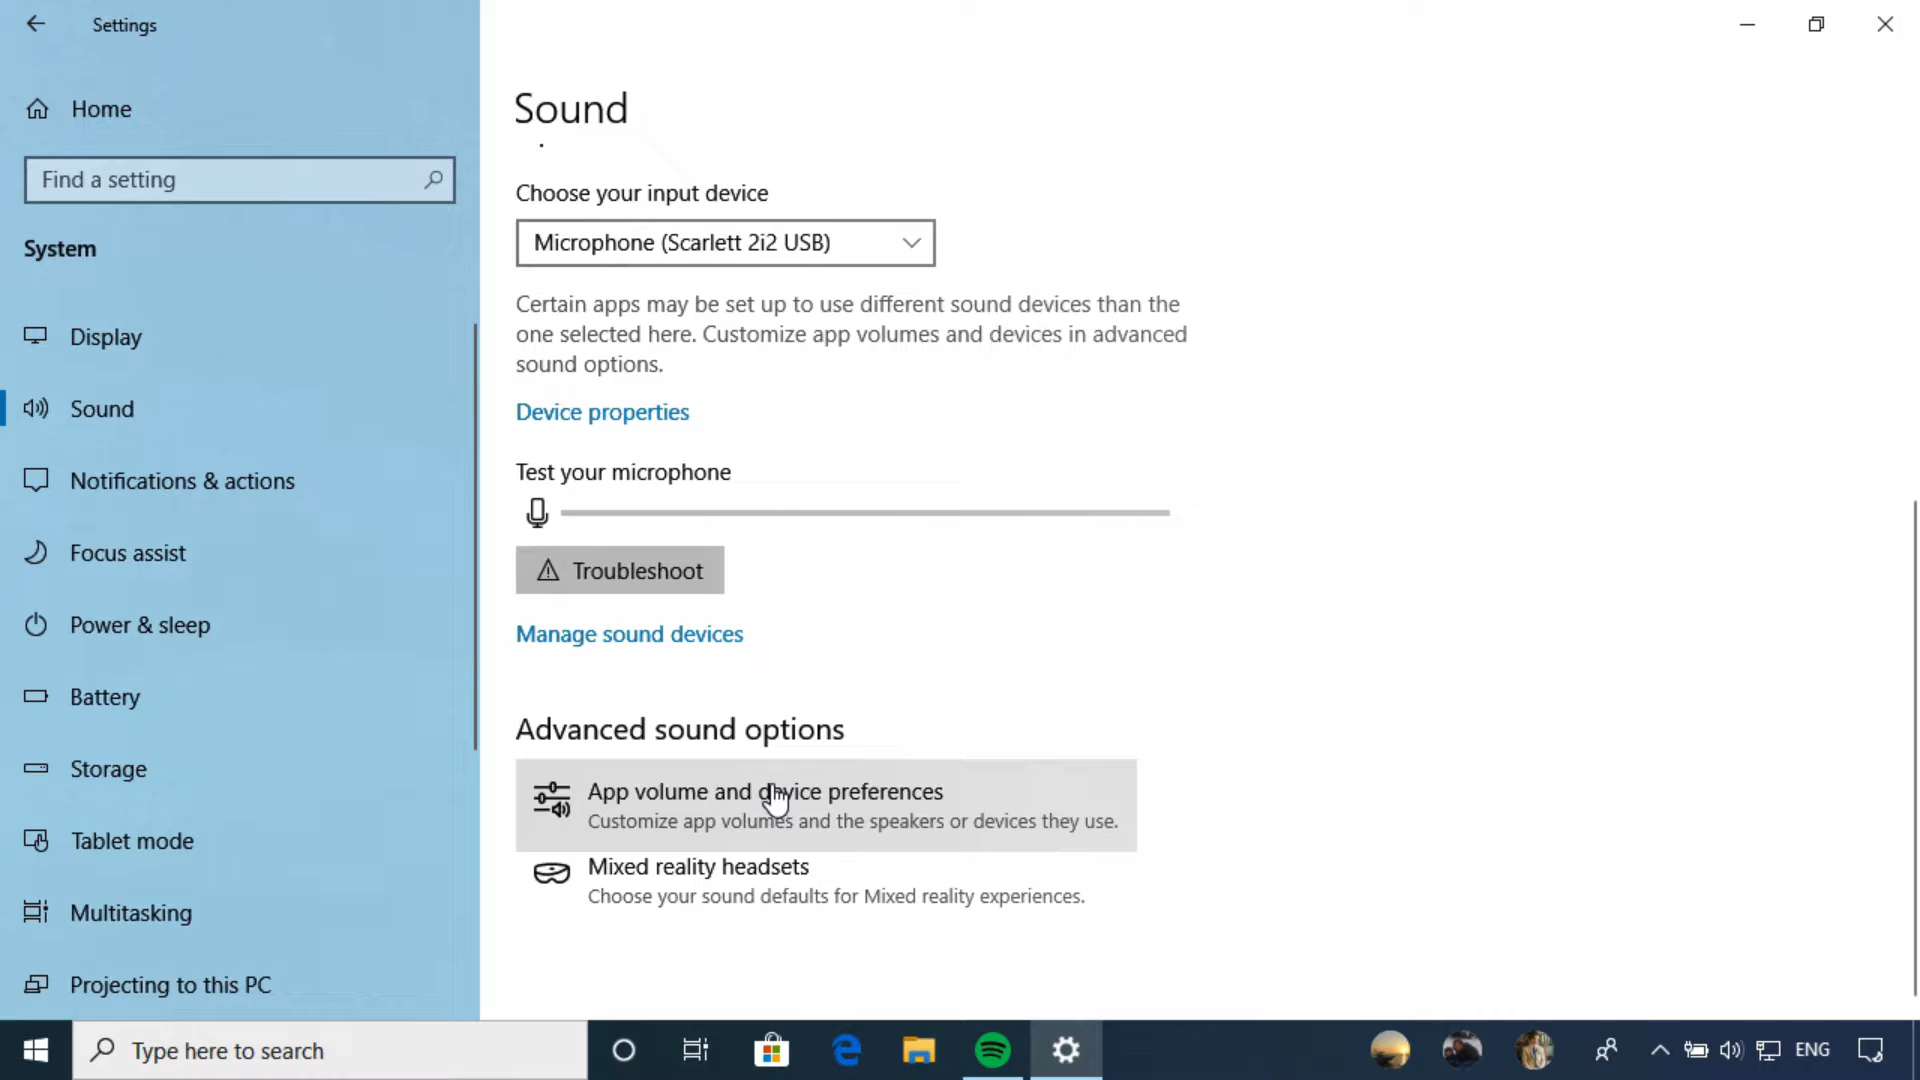 Settings
Home
Find a setting
System
Display
Sound
Notifications & actions
Focus assist
Power & sleep
Battery
Storage
Tablet mode
Multitasking
Projecting to this PC
Sound
Choose your input device
Microphone (Scarlett 2i2 USB)
Certain apps may be set up to use different sound devices than the
one selected here. Customize app volumes and devices in advanced
sound options.
Device properties
Test your microphone
Troubleshoot
Manage sound devices
Advanced sound options
App volume and device preferences
Customize app volumes and the speakers or devices they use.
Mixed reality headsets
Choose your sound defaults for Mixed reality experiences.
Type here to search
ENG